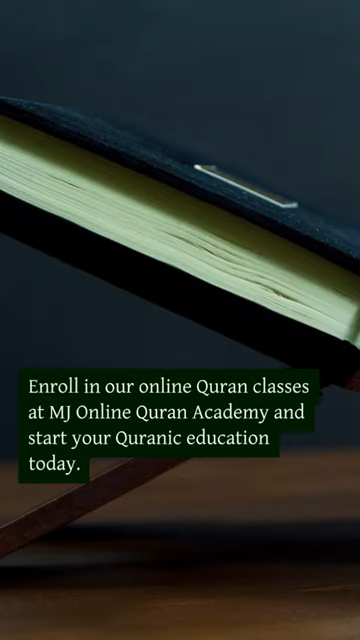 Enroll in our online Quran classes
at MJ Online Quran Academy and
start your Quranic education
today.